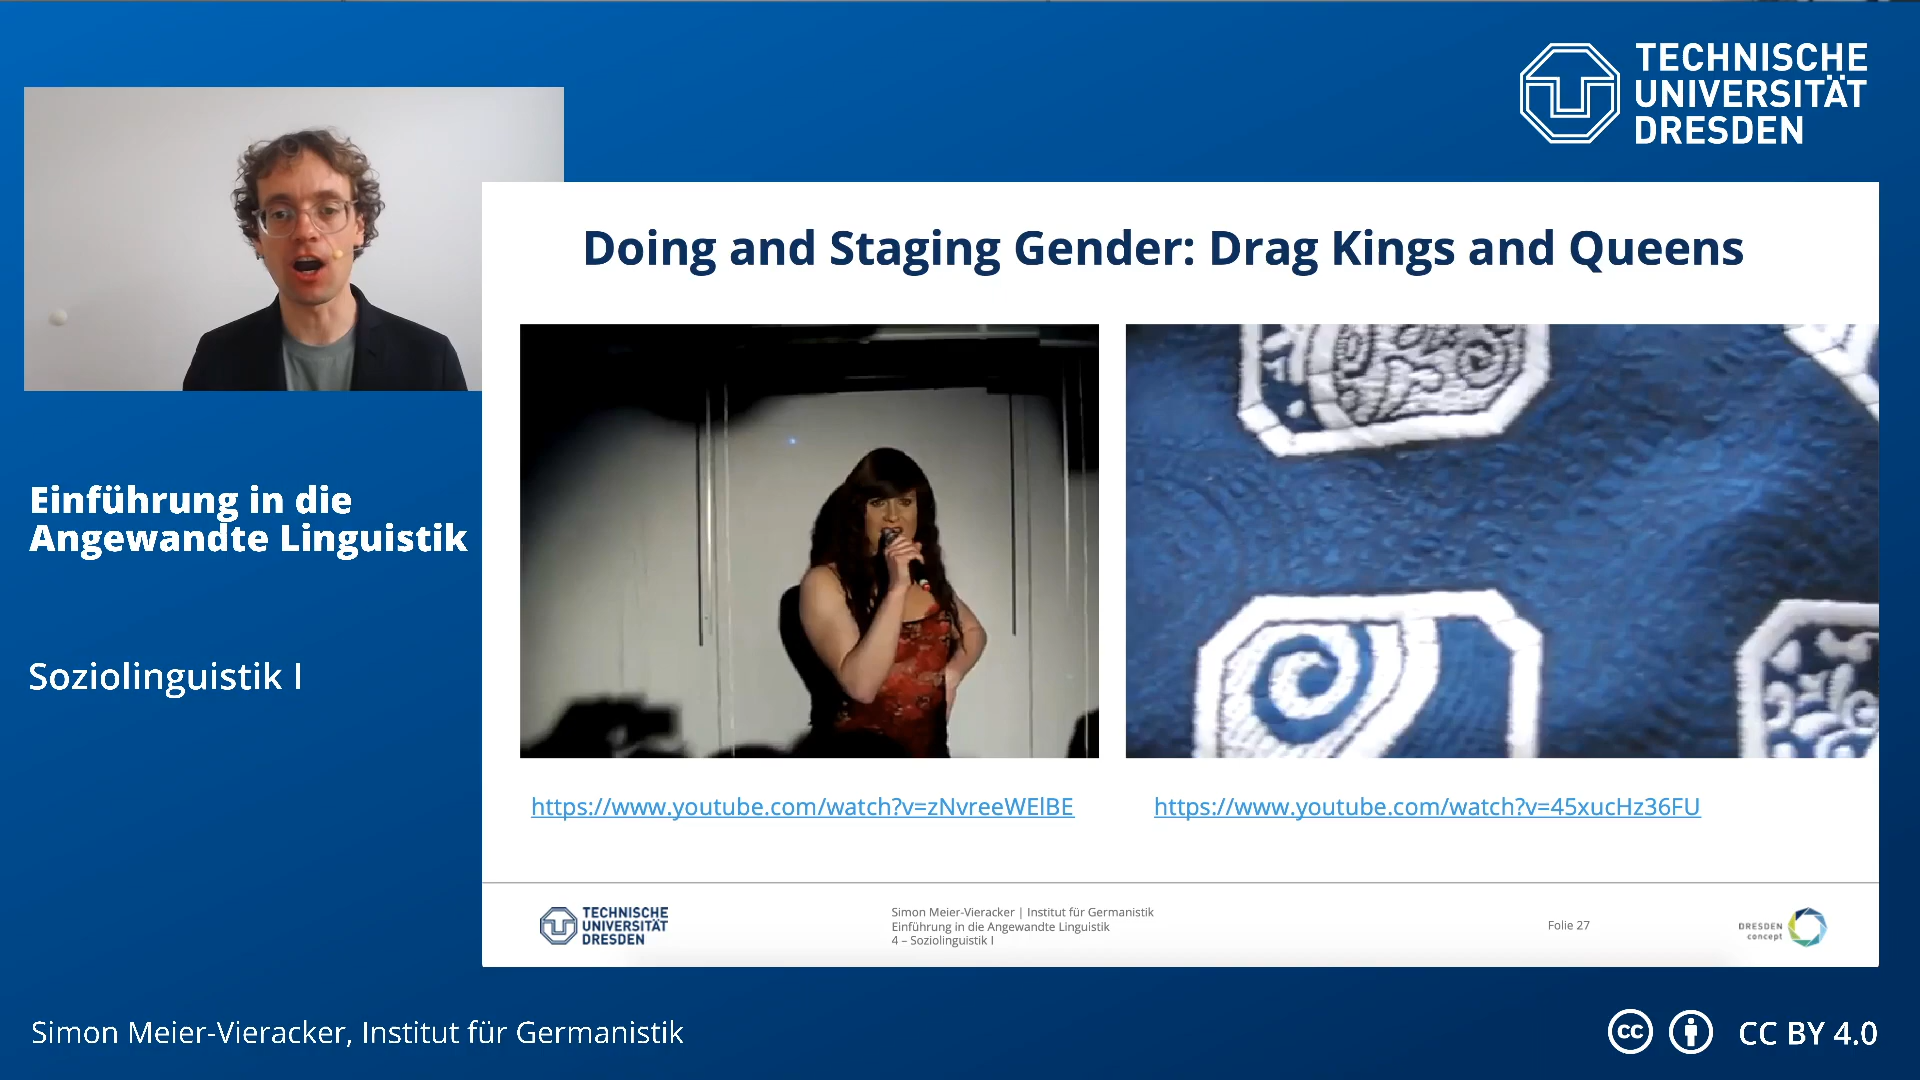 TECHNISCHE
UNIVERSITÄT
DRESDEN
Doing and Staging Gender: Drag Kings and Queens
Einführung in die
Angewandte Linguistik
Soziolinguistik I
https://www.youtube.com/watch?v=zNvreeWElBE
https://www.youtube.com/watch?v=45xucHz36FU
TECHNISCHE
UNIVERSITÄT
DRESDEN
Simon Meier-Vieracker | Institut für Germanistik
Einführung in die Angewandte Linguistik
4 – Soziolinguistik I
Folie 27
DRESDEN
concept
Simon Meier-Vieracker, Institut für Germanistik
cc
CC BY 4.0